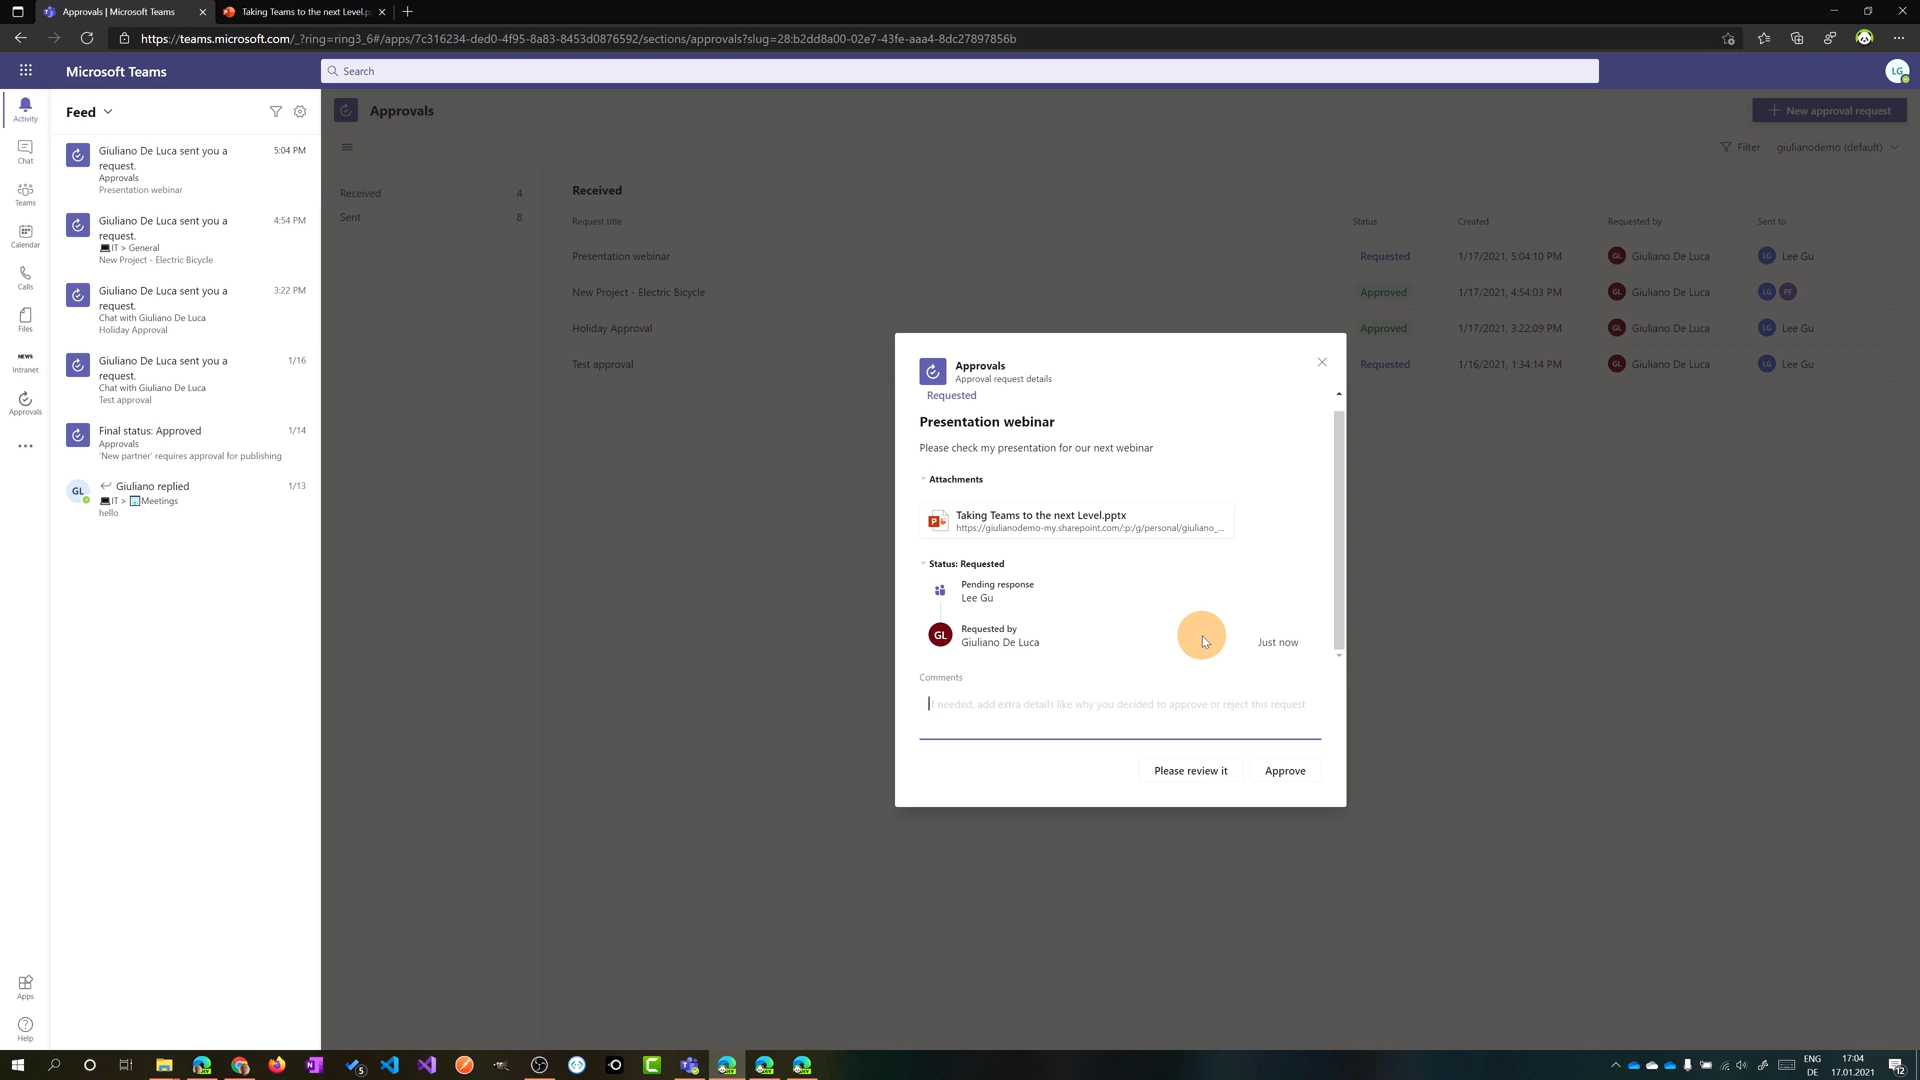 Approvals | Microsoft Teams
Taking Teams to the next Level.p
https://teams.microsoft.com/_?ring=ring3_6#/apps/7c316234-ded0-4f95-8a83-8453d0876592/sections/approvals?slug=28:b2dd8a00-02e7-43fe-aaa4-8dc27897856b
Microsoft Teams
Search
LG
Activity
Chat
Teams
Calendar
Calls
Files
NEWS
Intranet
Approvals
Apps
Help
Feed
Giuliano De Luca sent you a
request.
5:04 PM
Approvals
Presentation webinar
Giuliano De Luca sent you a
request.
4:54 PM
IT > General
New Project - Electric Bicycle
Giuliano De Luca sent you a
request.
3:22 PM
Chat with Giuliano De Luca
Holiday Approval
Giuliano De Luca sent you a
request.
1/16
Chat with Giuliano De Luca
Test approval
Final status: Approved
1/14
Approvals
'New partner' requires approval for publishing
GL
Giuliano replied
1/13
IT > Meetings
hello
Approvals
New approval request
Filter
giulianodemo (default)
Received 4
Sent 8
Received
Request title Status Created Requested by Sent to
Presentation webinar Requested 1/17/2021, 5:04:10 PM GL Giuliano De Luca LG Lee Gu
New Project - Electric Bicycle Approved 1/17/2021, 4:54:03 PM GL Giuliano De Luca LG PF
Holiday Approval Approved 1/17/2021, 3:22:09 PM GL Giuliano De Luca LG Lee Gu
Test approval Requested 1/16/2021, 1:34:14 PM GL Giuliano De Luca LG Lee Gu
Approvals
Approval request details
Requested
Presentation webinar
Please check my presentation for our next webinar
Attachments
Taking Teams to the next Level.pptx
https://giulianodemo-my.sharepoint.com/:p:/g/personal/giuliano_...
Status: Requested
Pending response
Lee Gu
GL
Requested by
Giuliano De Luca
Just now
Comments
If needed, add extra details like why you decided to approve or reject this request
Please review it
Approve
5
ENG
DE
17:04
17.01.2021
12